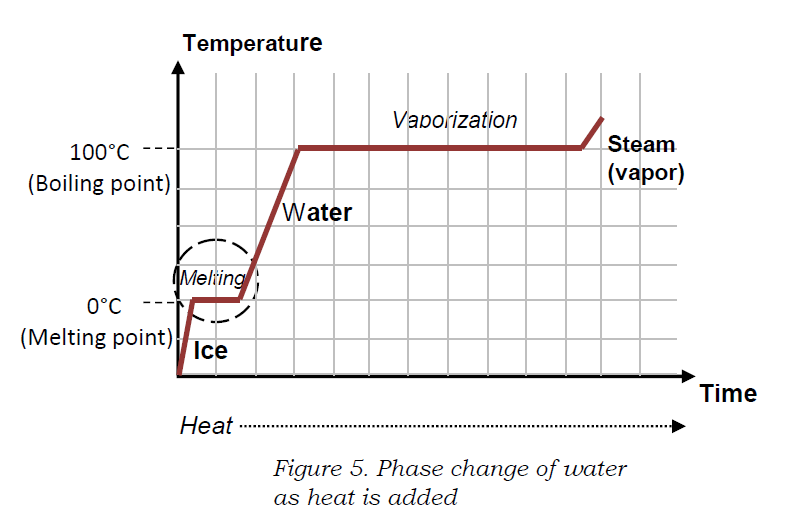 Temperature
Vaporization
100°C
(Boiling point)
Steam
(vapor)
Water
Melting
0°C
(Melting point)
Ice
Time
Heat
Figure 5. Phase change of water
as heat is added